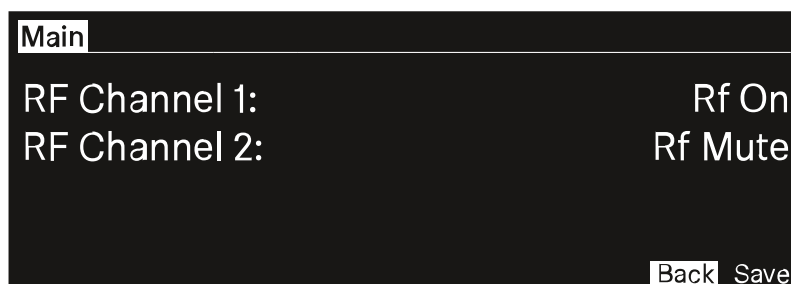 Main
RF Channel 1: Rf On
RF Channel 2: Rf Mute
Back Save